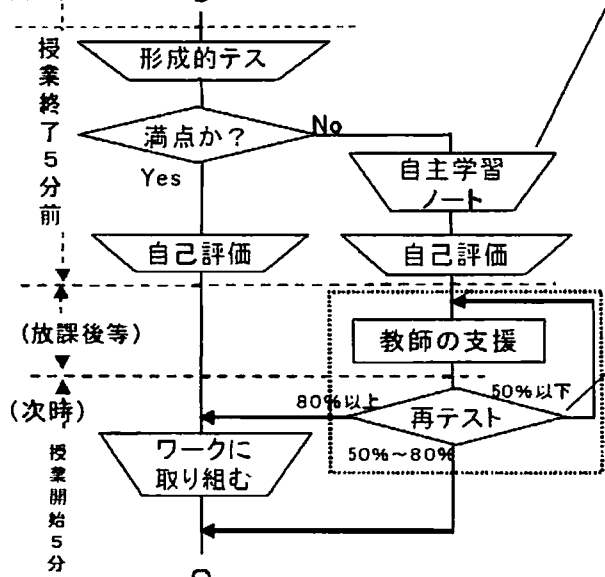 授業終了5分前
形成的テス
満点か？
No
Yes
自主学習
ノート
自己評価
自己評価
(放課後等)
教師の支援
(次時)
80%以上
50%以下
再テスト
50%～80%
ワークに
取り組む
授業開始5分